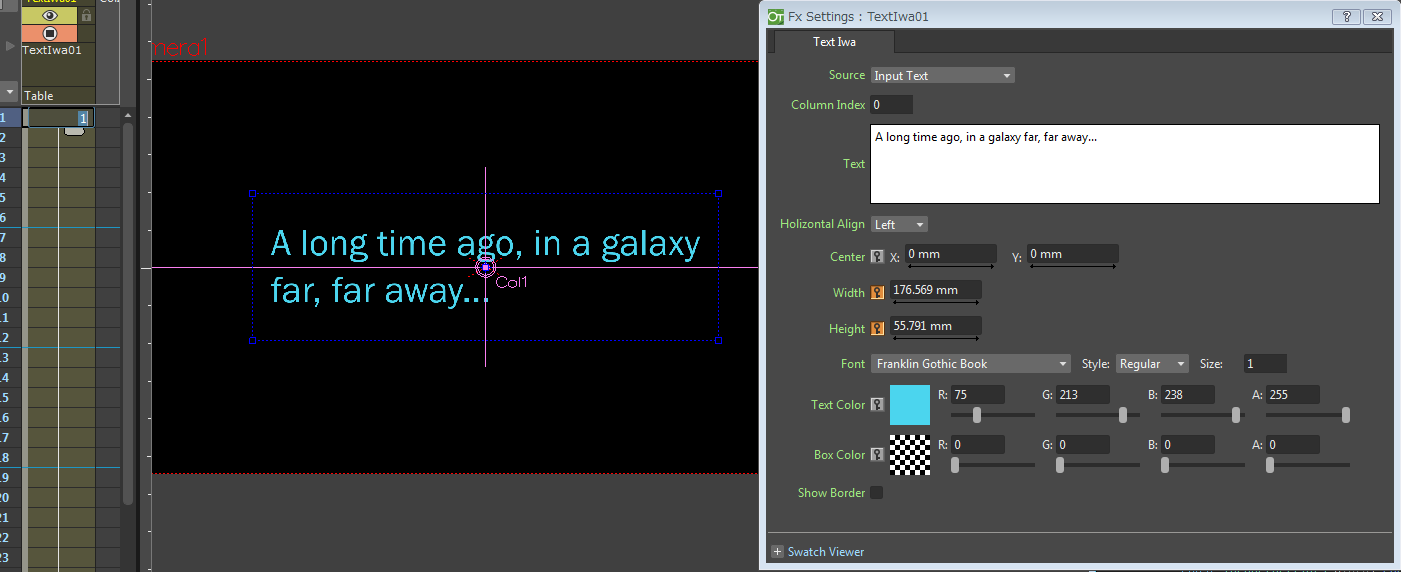 TextIwa01
Table
1
1
2
3
4
5
6
7
8
9
10
11
12
13
14
15
16
17
18
19
20
21
22
23
mera1
A long time ago, in a galaxy
far, far away...
Col1
OT Fx Settings : TextIwa01
?
Text Iwa
Source Input Text
Column Index 0
Text A long time ago, in a galaxy far, far away...
Holizontal Align Left
Center X: 0 mm Y: 0 mm
Width 176.569 mm
Height 55.791 mm
Font Franklin Gothic Book Style: Regular Size: 1
Text Color R: 75 G: 213 B: 238 A: 255
Box Color R: 0 G: 0 B: 0 A: 0
Show Border
+ Swatch Viewer